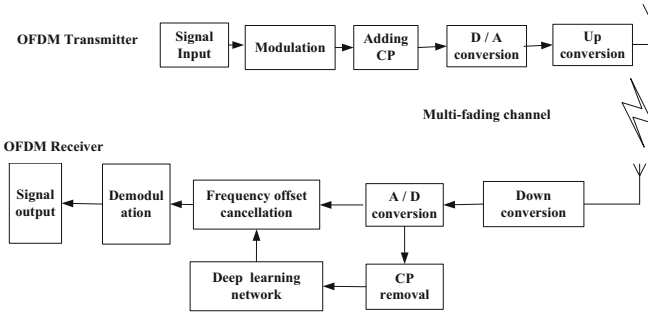 OFDM Transmitter
Signal
Input
Modulation
Adding
CP
D / A
conversion
Up
conversion
Multi-fading channel
OFDM Receiver
Signal
output
Demodul
ation
Frequency offset
cancellation
A / D
conversion
Down
conversion
Deep learning
network
CP
removal